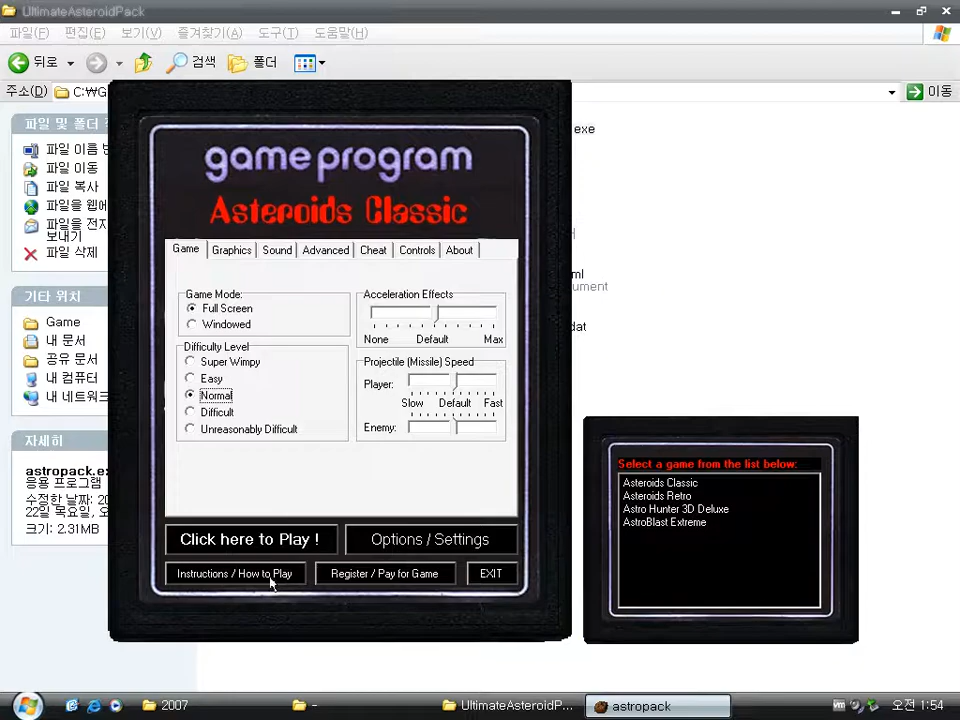 UltimateAsteroidPack
파일(F) 편집(E) 보기(V) 즐겨찾기(A) 도구(T) 도움말(H)
뒤로 검색 폴더
주소(D) C:₩G 이동
파일 및 폴더
파일 이름
파일 이동
파일 복사
파일을 웹에
파일을 전자
보내기
파일 삭제
기타 위치
Game
내 문서
공유 문서
내 컴퓨터
내 네트워크
자세히
astropack.e
응용 프로그램
수정한 날짜: 20
22일 목요일, 오
크기: 2.31MB
exe
ml
ument
dat
game program
Asteroids Classic
Game Graphics Sound Advanced Cheat Controls About
Game Mode:
Full Screen
Windowed
Difficulty Level
Super Wimpy
Easy
Normal
Difficult
Unreasonably Difficult
Acceleration Effects
None Default Max
Projectile (Missile) Speed
Player:
Slow Default Fast
Enemy:
Click here to Play ! Options / Settings
Instructions / How to Play Register / Pay for Game EXIT
Select a game from the list below:
Asteroids Classic
Asteroids Retro
Astro Hunter 3D Deluxe
AstroBlast Extreme
2007 - UltimateAsteroidP... astropack 오전 1:54